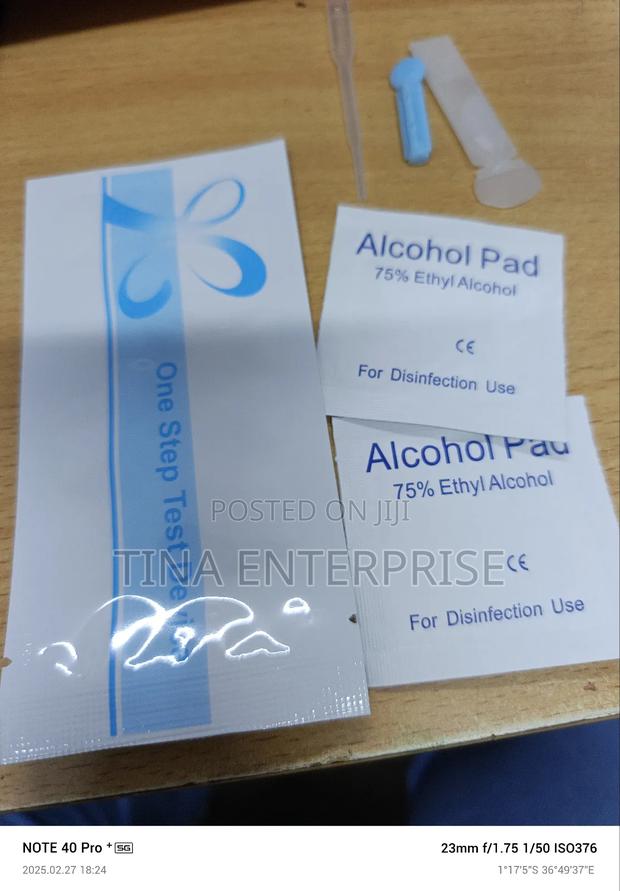 Alcohol Pad
75% Ethyl Alcohol
CE
For Disinfection Use
Alcohol Pad
75% Ethyl Alcohol
CE
For Disinfection Use
One Step Test Devi
POSTED ON JIJI
TINA ENTERPRISE
NOTE 40 Pro+ 5G
23mm f/1.75 1/50 ISO376
2025.02.27 18:24
1°17'5"S 36°49'37"E